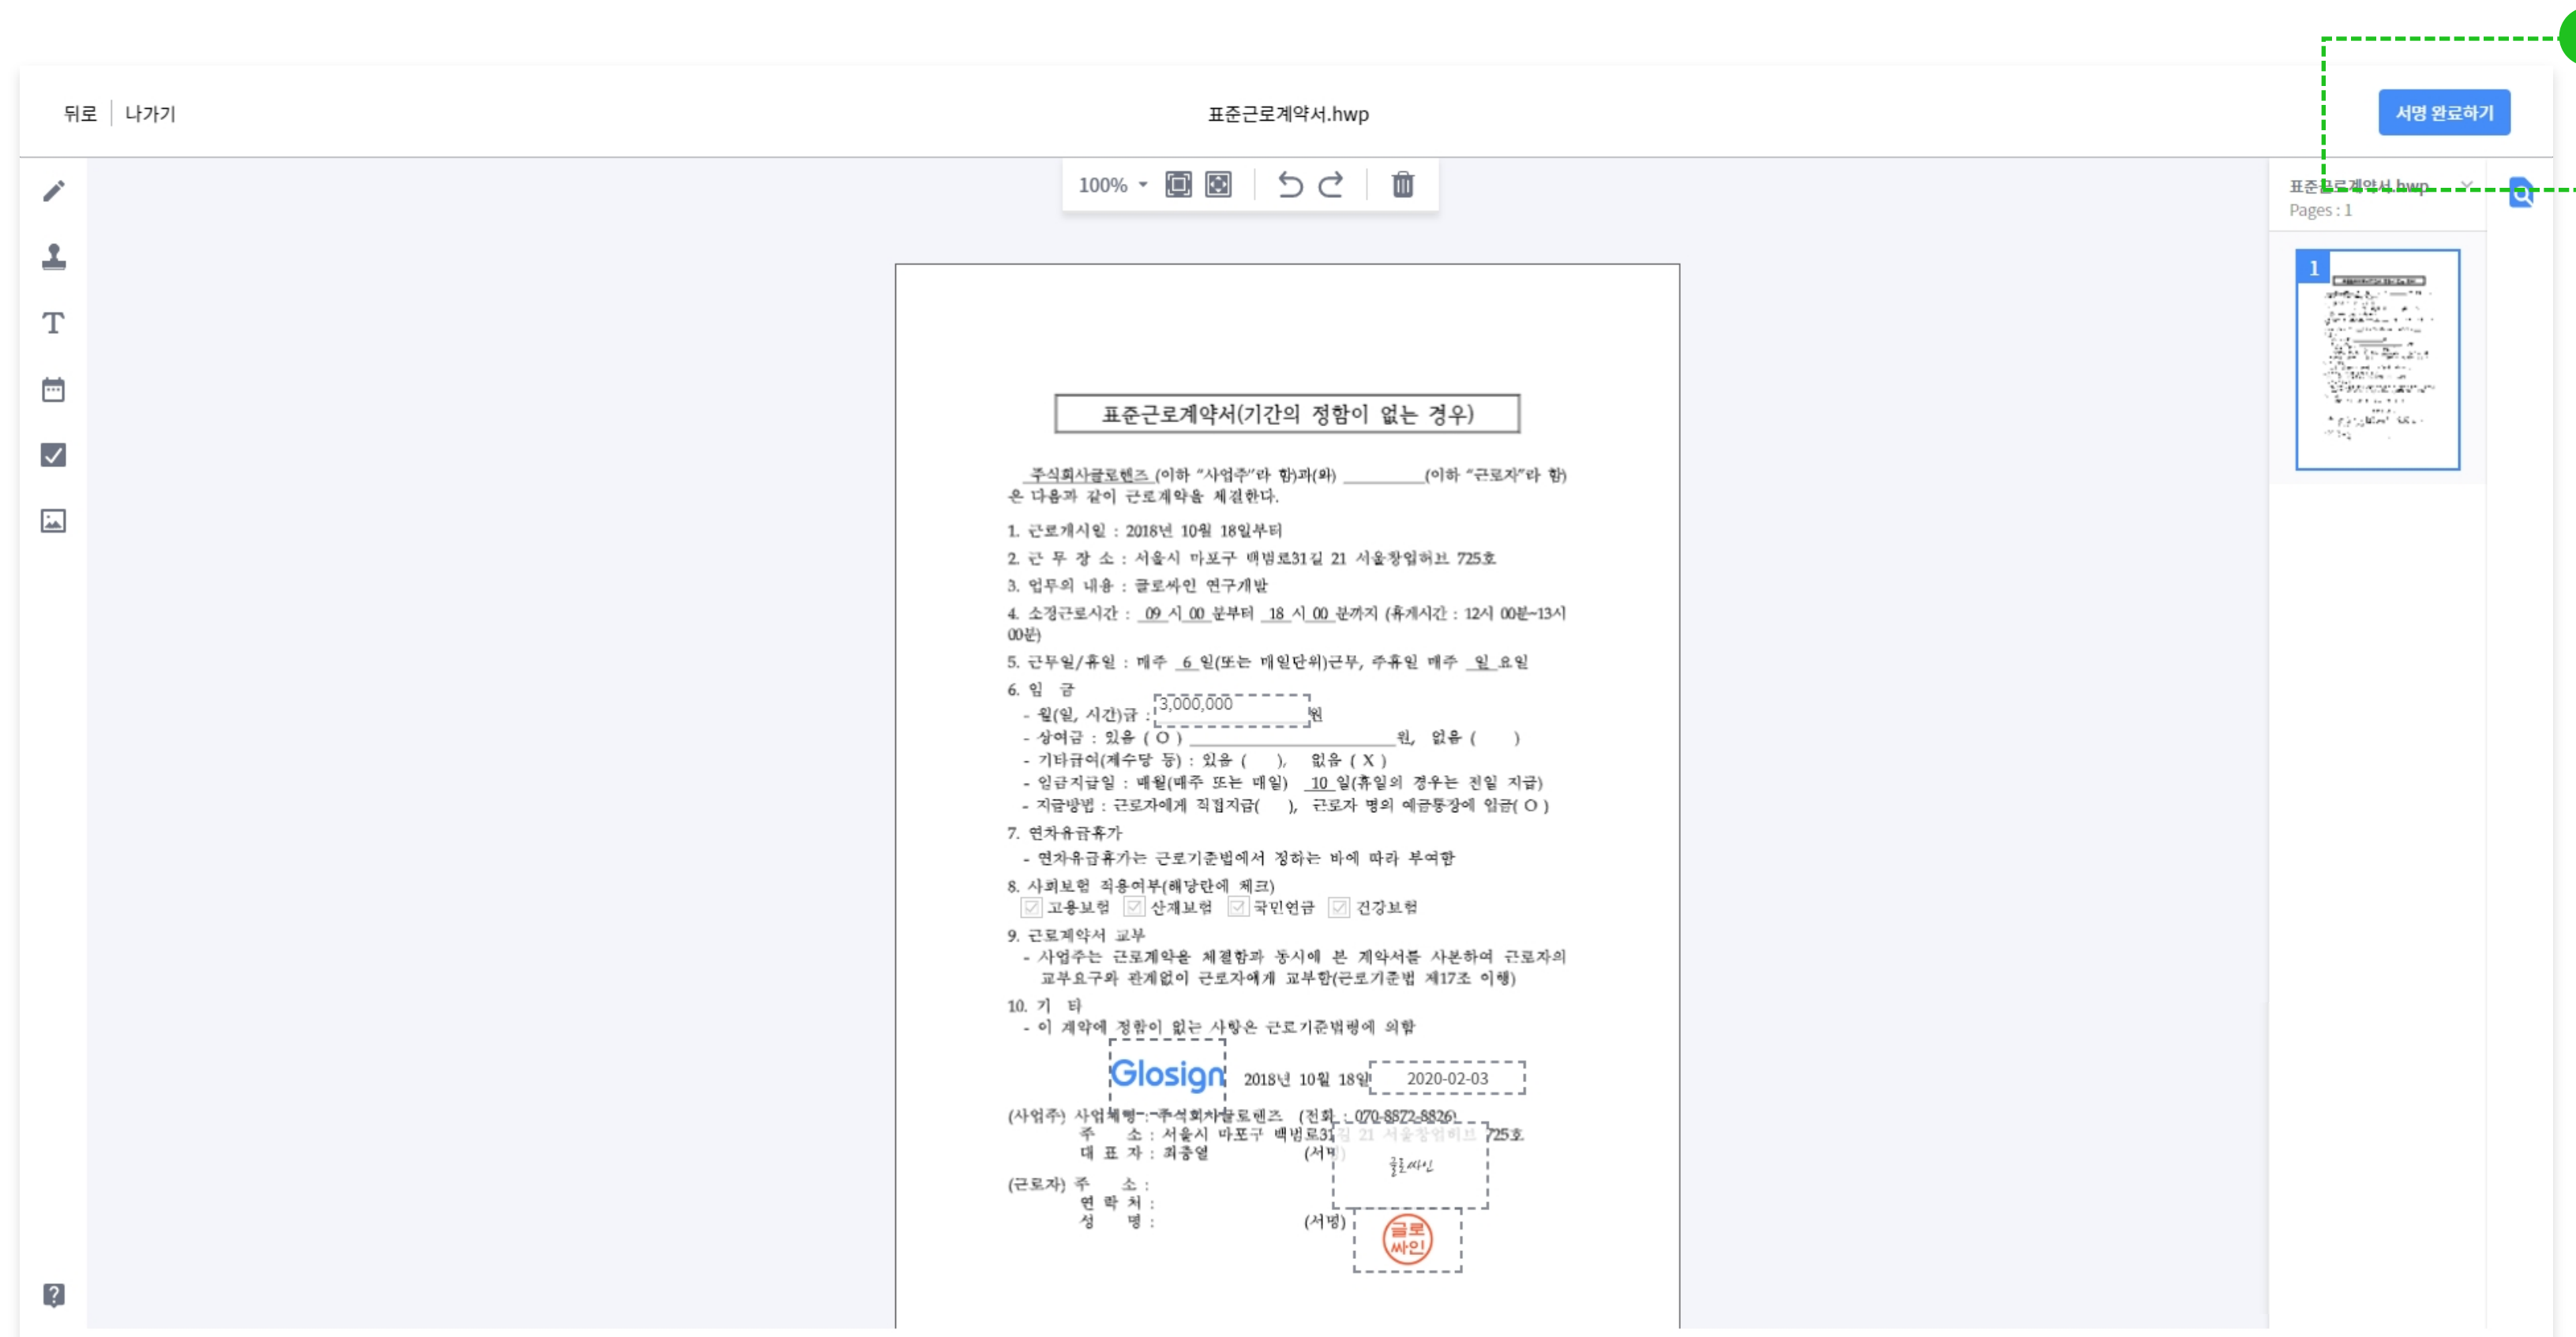 뒤로 나가기
표준근로계약서.hwp
서명 완료하기
100%
표준근로계약서.hwp
Pages : 1
1
표준근로계약서(기간의 정함이 없는 경우)
주식회사글로핸즈 (이하 “사업주”라 함)과(와) ________(이하 “근로자”라 함)
은 다음과 같이 근로계약을 체결한다.
1. 근로개시일 : 2018년 10월 18일부터
2. 근 무 장 소 : 서울시 마포구 백범로31길 21 서울창업허브 725호
3. 업무의 내용 : 글로싸인 연구개발
4. 소정근로시간 : 09 시 00 분부터 18 시 00 분까지 (휴게시간 : 12시 00분~13시
00분)
5. 근무일/휴일 : 매주 6 일(또는 매일단위)근무, 주휴일 매주 일 요일
6. 임 금
- 월(일, 시간)금 : 3,000,000 원
- 상여금 : 있음 ( O ) ________ 원, 없음 ( )
- 기타급여(제수당 등) : 있음 ( ), 없음 ( X )
- 임금지급일 : 매월(매주 또는 매일) 10 일(휴일의 경우는 전일 지급)
- 지급방법 : 근로자에게 직접지급( ), 근로자 명의 예금통장에 입금( O )
7. 연차유급휴가
- 연차유급휴가는 근로기준법에서 정하는 바에 따라 부여함
8. 사회보험 적용여부(해당란에 체크)
고용보험 산재보험 국민연금 건강보험
9. 근로계약서 교부
- 사업주는 근로계약을 체결함과 동시에 본 계약서를 사본하여 근로자의
교부요구와 관계없이 근로자에게 교부함(근로기준법 제17조 이행)
10. 기 타
- 이 계약에 정함이 없는 사항은 근로기준법령에 의함
Glosign 2018년 10월 18일 2020-02-03
(사업주) 사업체명 : 주식회사글로핸즈 (전화 : 070-8872-8826)
주 소 : 서울시 마포구 백범로31길 21 서울창업허브 725호
대 표 자 : 최충열 (서명)
글로싸인
(근로자) 주 소 :
연 락 처 :
성 명 : (서명)
글로
싸인